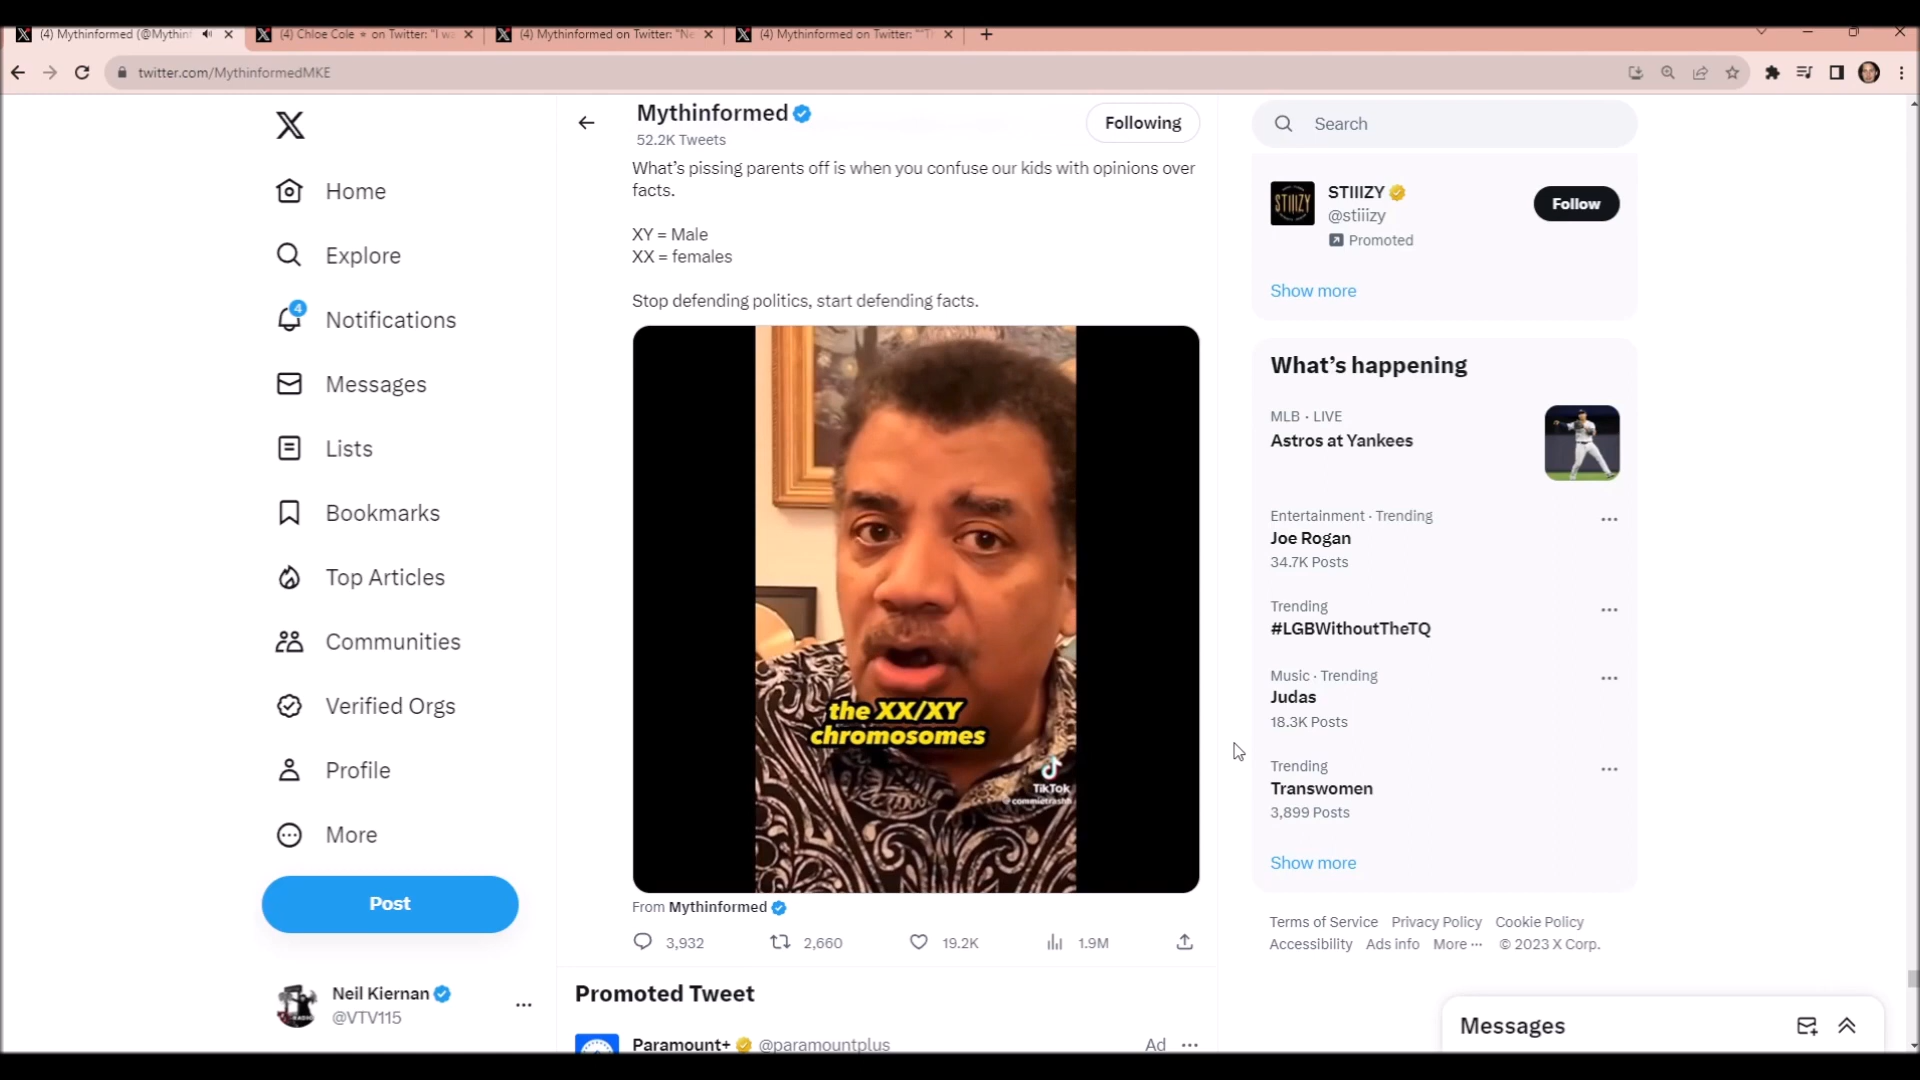 (4) Mythinformed (@Mythin
(4) Chloe Cole ⭑ on Twitter: "I wa
(4) Mythinformed on Twitter: "Ne
(4) Mythinformed on Twitter: ""Th
twitter.com/MythinformedMKE
X
Home
Explore
4
Notifications
Messages
Lists
Bookmarks
Top Articles
Communities
Verified Orgs
Profile
More
Post
Neil Kiernan
@VTV115
Mythinformed
52.2K Tweets
Following
What's pissing parents off is when you confuse our kids with opinions over
facts.
XY = Male
XX = females
Stop defending politics, start defending facts.
the XX/XY
chromosomes
TikTok
From Mythinformed
3,932 2,660 19.2K 1.9M
Promoted Tweet
Paramount+ @paramountplus
Ad
Search
STIIIZY
STIIIZY
@stiiizy
Promoted
Follow
Show more
What's happening
MLB · LIVE
Astros at Yankees
Entertainment · Trending
Joe Rogan
34.7K Posts
Trending
#LGBWithoutTheTQ
Music · Trending
Judas
18.3K Posts
Trending
Transwomen
3,899 Posts
Show more
Terms of Service Privacy Policy Cookie Policy
Accessibility Ads info More ··· © 2023 X Corp.
Messages